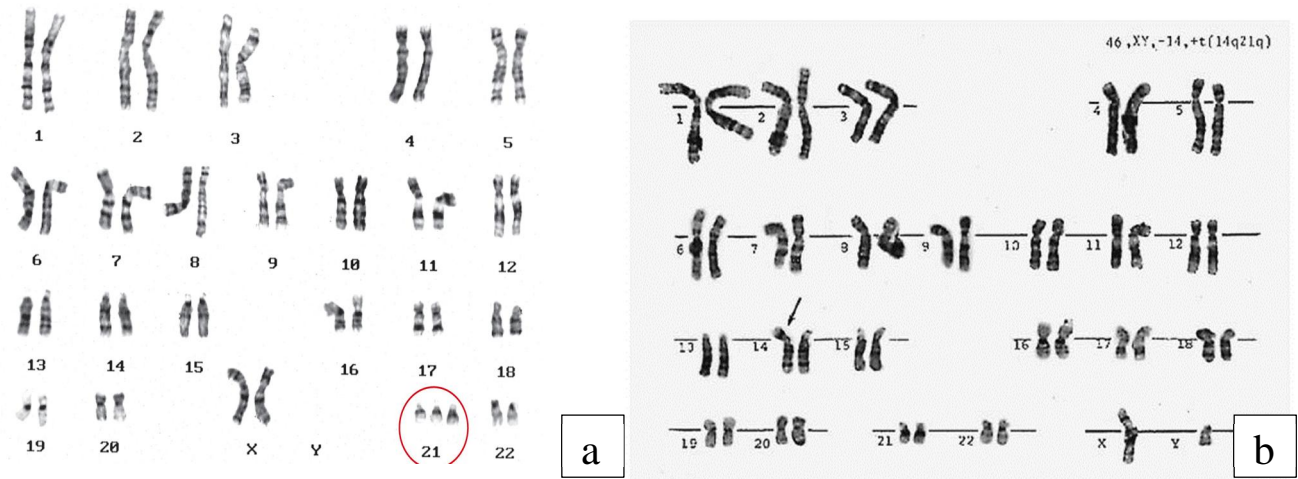 1 2 3 4 5
6 7 8 9 10 11 12
13 14 15 16 17 18
19 20 X Y 21 22
a
46,XY,-14,+t(14q21q)
1 2 3 4 5
6 7 8 9 10 11 12
13 14 15 16 17 18
19 20 21 22 X Y
b